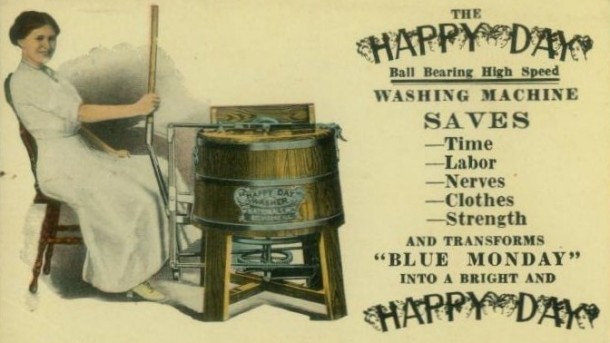 THE
HAPPY DAY
Ball Bearing High Speed
WASHING MACHINE
SAVES
—Time
—Labor
—Nerves
—Clothes
—Strength
AND TRANSFORMS
"BLUE MONDAY"
INTO A BRIGHT AND
HAPPY DAY
HAPPY DAY
WASHER